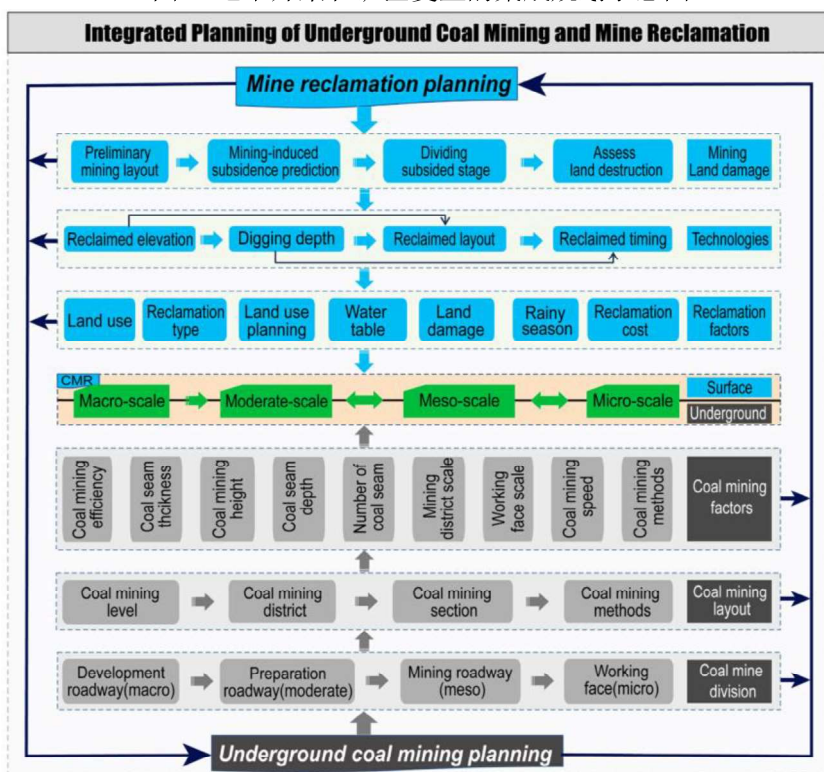 Integrated Planning of Underground Coal Mining and Mine Reclamation
Mine reclamation planning
Preliminary
mining layout
Mining-induced
subsidence prediction
Dividing
subsided stage
Assess
land destruction
Mining
Land damage
Reclaimed elevation
Digging depth
Reclaimed layout
Reclaimed timing
Technologies
Land use
Reclamation
type
Land use
planning
Water
table
Land
damage
Rainy
season
Reclamation
cost
Reclamation
factors
CMR
Macro-scale
Moderate-scale
Meso-scale
Micro-scale
Surface
Underground
Coal mining
efficiency
Coal seam
thcikness
Coal mining
height
Coal seam
depth
Number of
coal seam
Mining
district scale
Working
face scale
Coal mining
speed
Coal mining
methods
Coal mining
factors
Coal mining
level
Coal mining
district
Coal mining
section
Coal mining
methods
Coal mining
layout
Development
roadway(macro)
Preparation
roadway(moderate)
Mining roadway
(meso)
Working
face(micro)
Coal mine
division
Underground coal mining planning